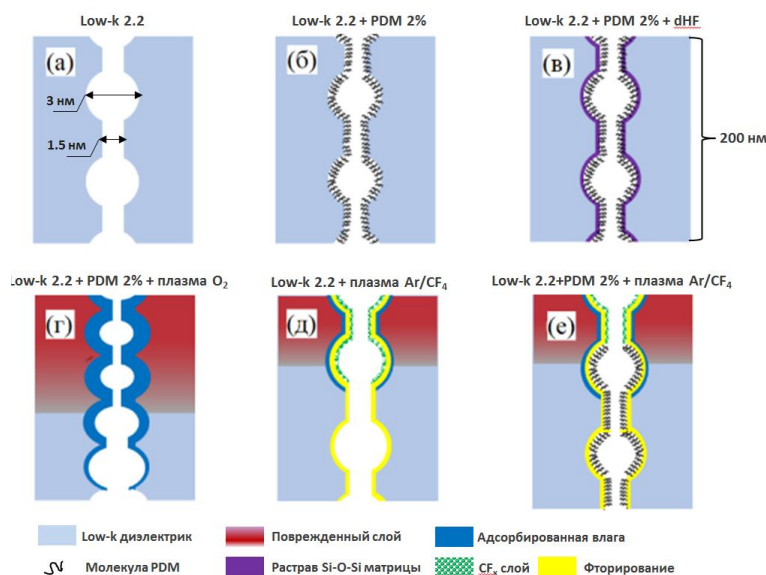 Low-k 2.2
Low-k 2.2 + PDM 2%
Low-k 2.2 + PDM 2% + dHF
(а)
(б)
(в)
3 нм
1.5 нм
200 нм
Low-k 2.2 + PDM 2% + плазма O₂
Low-k 2.2 + плазма Ar/CF₄
Low-k 2.2+PDM 2% + плазма Ar/CF₄
(г)
(д)
(е)
Low-k диэлектрик
Поврежденный слой
Адсорбированная влага
Молекула PDM
Растрав Si-O-Si матрицы
CFₓ слой
Фторирование